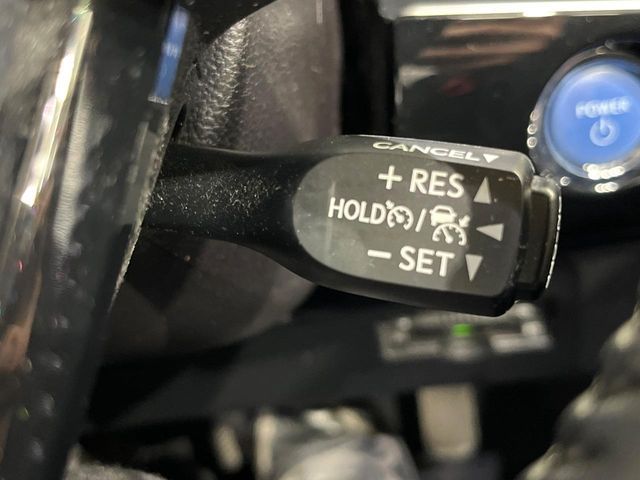 CANCEL▼
+ RES ▲
HOLD / ◀
− SET ▼
POWER